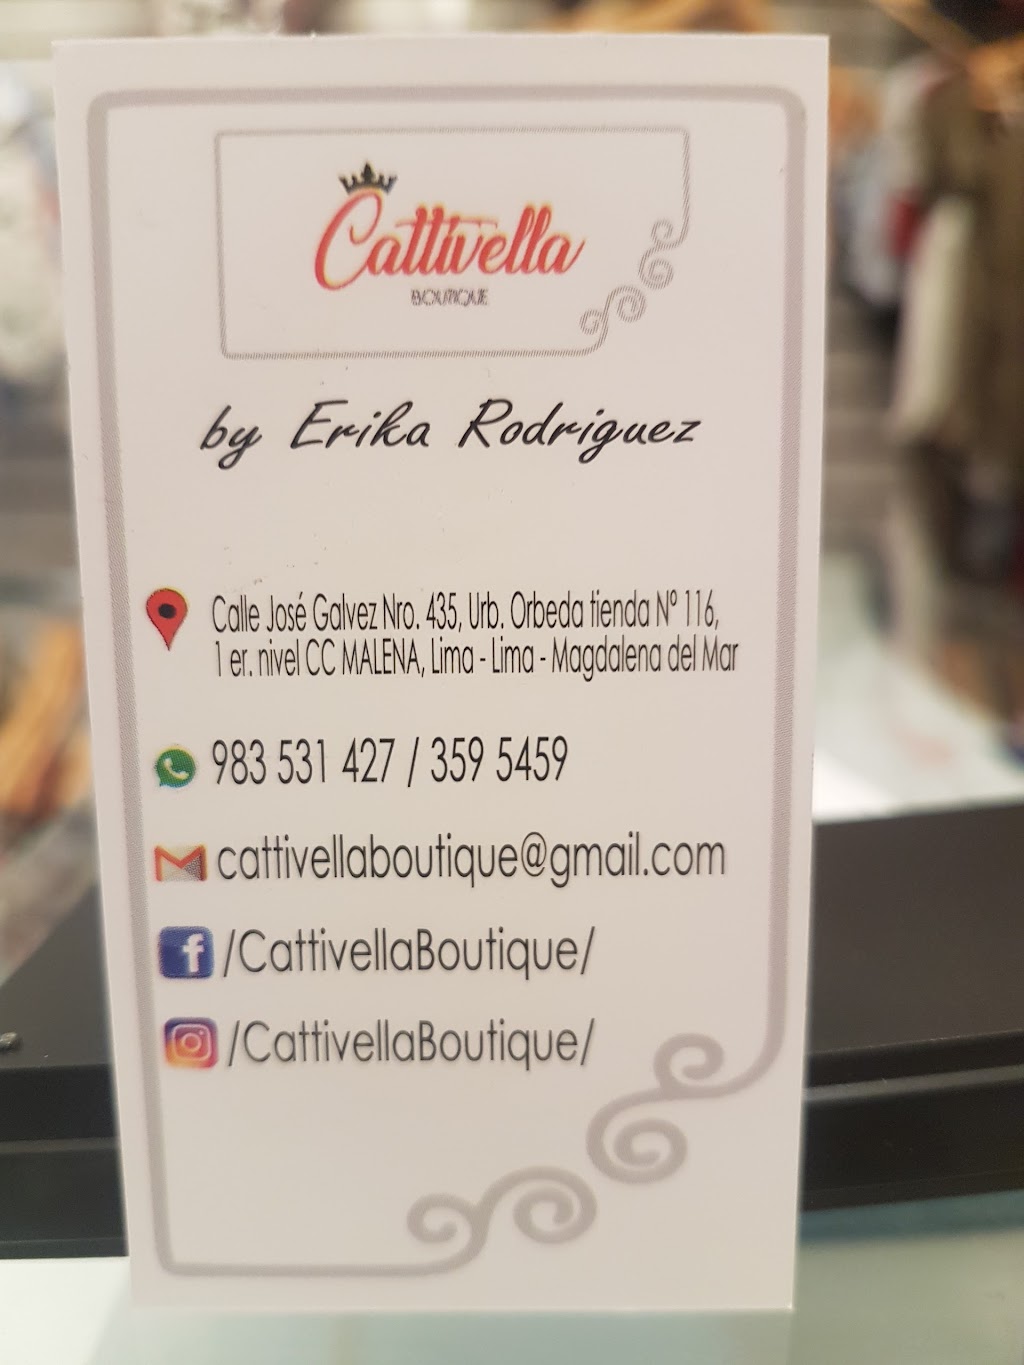 Cattivella
BOUTIQUE
by Erika Rodriguez
Calle José Galvez Nro. 435, Urb. Orbeda tienda Nº 116,
1 er. nivel CC MALENA, Lima - Lima - Magdalena del Mar
983 531 427 / 359 5459
cattivellaboutique@gmail.com
/CattivellaBoutique/
/CattivellaBoutique/